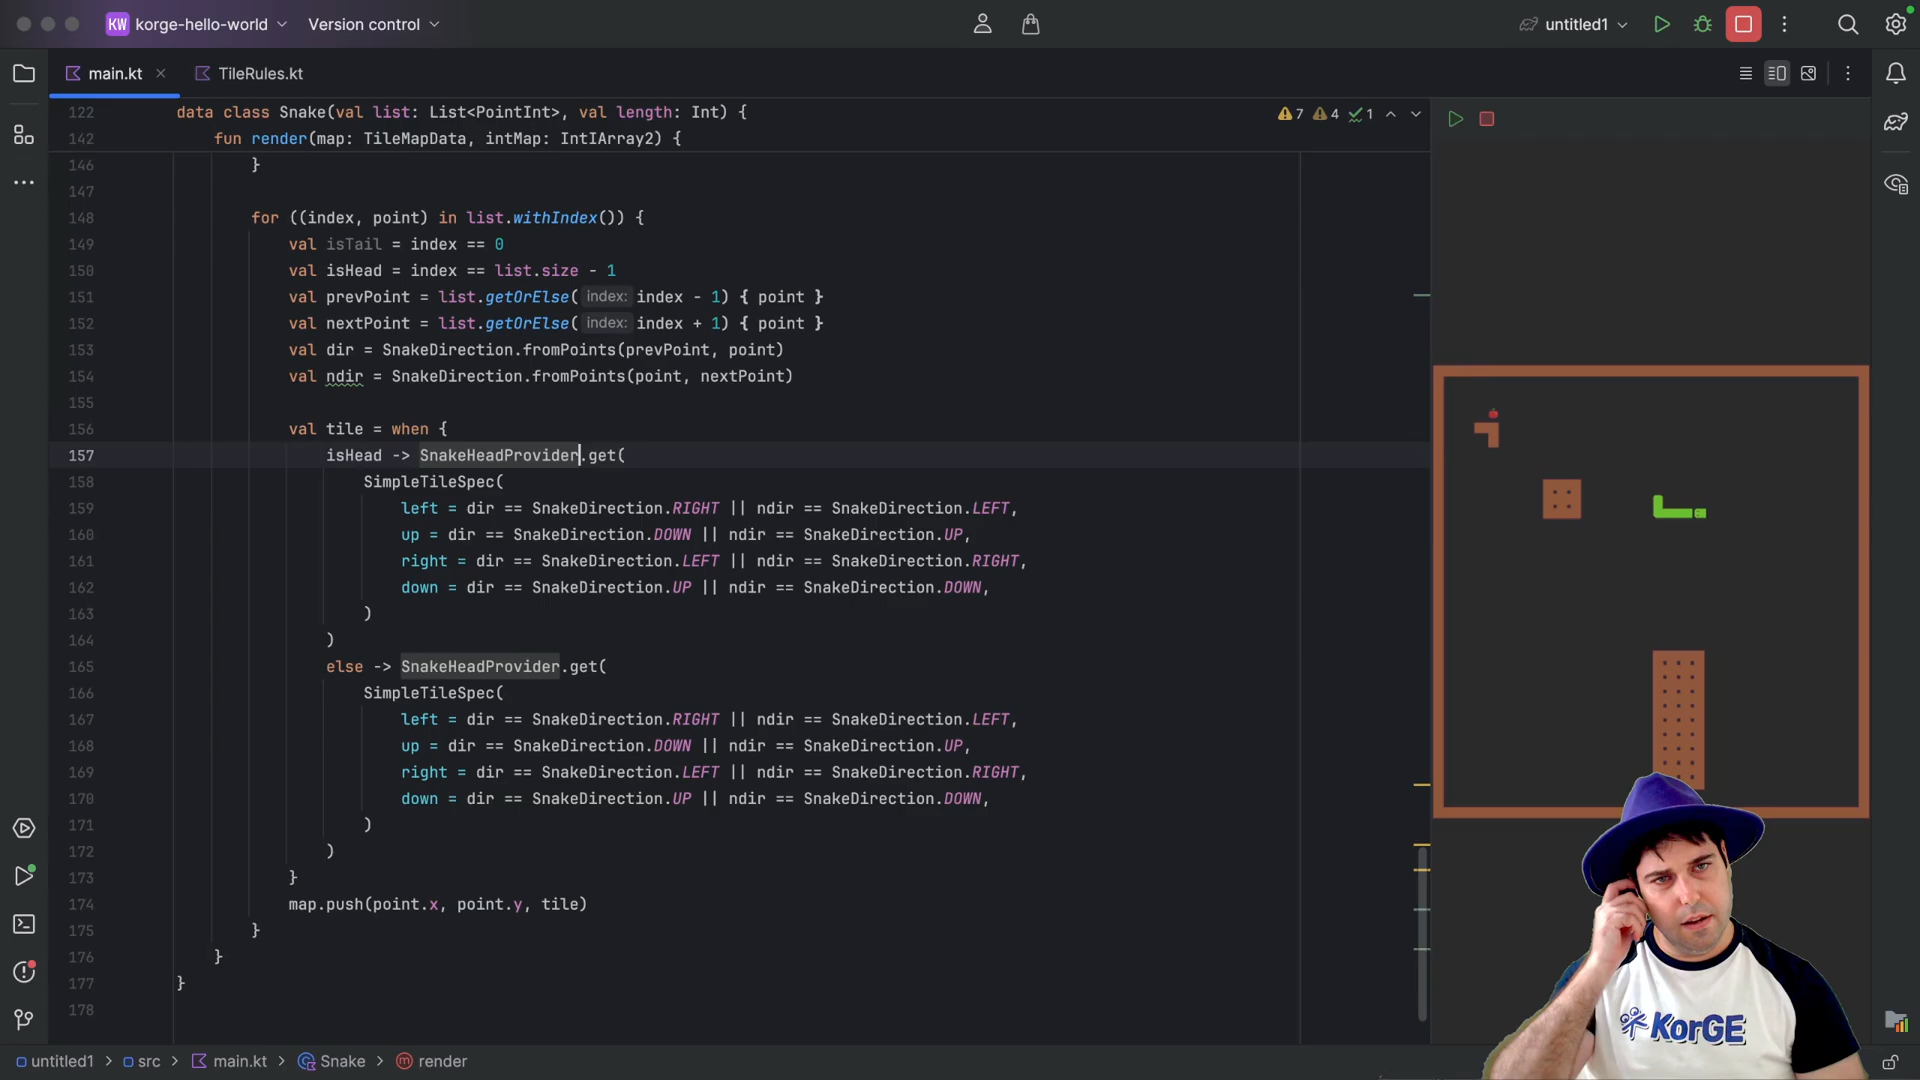 KW korge-hello-world Version control untitled1
main.kt TileRules.kt
122 data class Snake(val list: List<PointInt>, val length: Int) { 7 4 1
142 fun render(map: TileMapData, intMap: IntIArray2) {
146 }
147
148 for ((index, point) in list.withIndex()) {
149 val isTail = index == 0
150 val isHead = index == list.size - 1
151 val prevPoint = list.getOrElse( index: index - 1) { point }
152 val nextPoint = list.getOrElse( index: index + 1) { point }
153 val dir = SnakeDirection.fromPoints(prevPoint, point)
154 val ndir = SnakeDirection.fromPoints(point, nextPoint)
155
156 val tile = when {
157 isHead -> SnakeHeadProvider.get(
158 SimpleTileSpec(
159 left = dir == SnakeDirection.RIGHT || ndir == SnakeDirection.LEFT,
160 up = dir == SnakeDirection.DOWN || ndir == SnakeDirection.UP,
161 right = dir == SnakeDirection.LEFT || ndir == SnakeDirection.RIGHT,
162 down = dir == SnakeDirection.UP || ndir == SnakeDirection.DOWN,
163 )
164 )
165 else -> SnakeHeadProvider.get(
166 SimpleTileSpec(
167 left = dir == SnakeDirection.RIGHT || ndir == SnakeDirection.LEFT,
168 up = dir == SnakeDirection.DOWN || ndir == SnakeDirection.UP,
169 right = dir == SnakeDirection.LEFT || ndir == SnakeDirection.RIGHT,
170 down = dir == SnakeDirection.UP || ndir == SnakeDirection.DOWN,
171 )
172 )
173 }
174 map.push(point.x, point.y, tile)
175 }
176 }
177 }
178
KorGE
untitled1 > src > main.kt > Snake > render